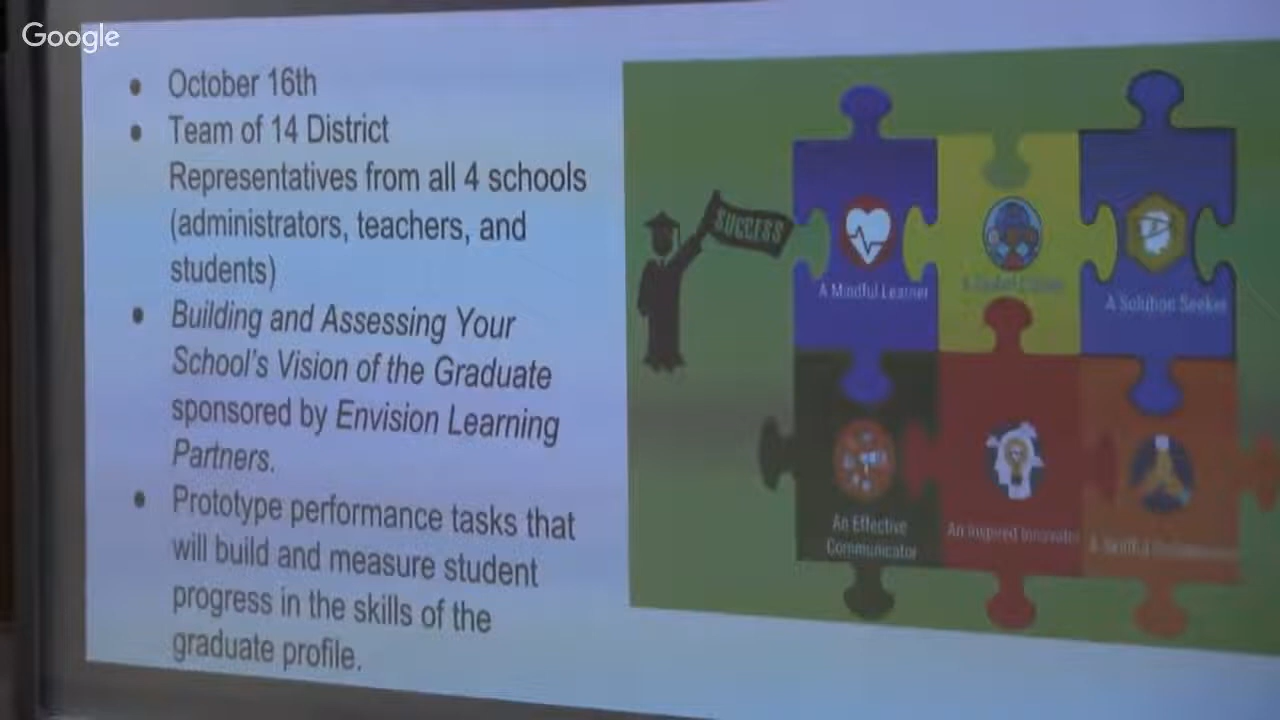 Google
October 16th
Team of 14 District
Representatives from all 4 schools
(administrators, teachers, and
students)
Building and Assessing Your
School's Vision of the Graduate
sponsored by Envision Learning
Partners.
Prototype performance tasks that
will build and measure student
progress in the skills of the
graduate profile.
SUCCESS
A Mindful Learner
A Solution Seeker
An Effective
Communicator
An Inspired Innovator